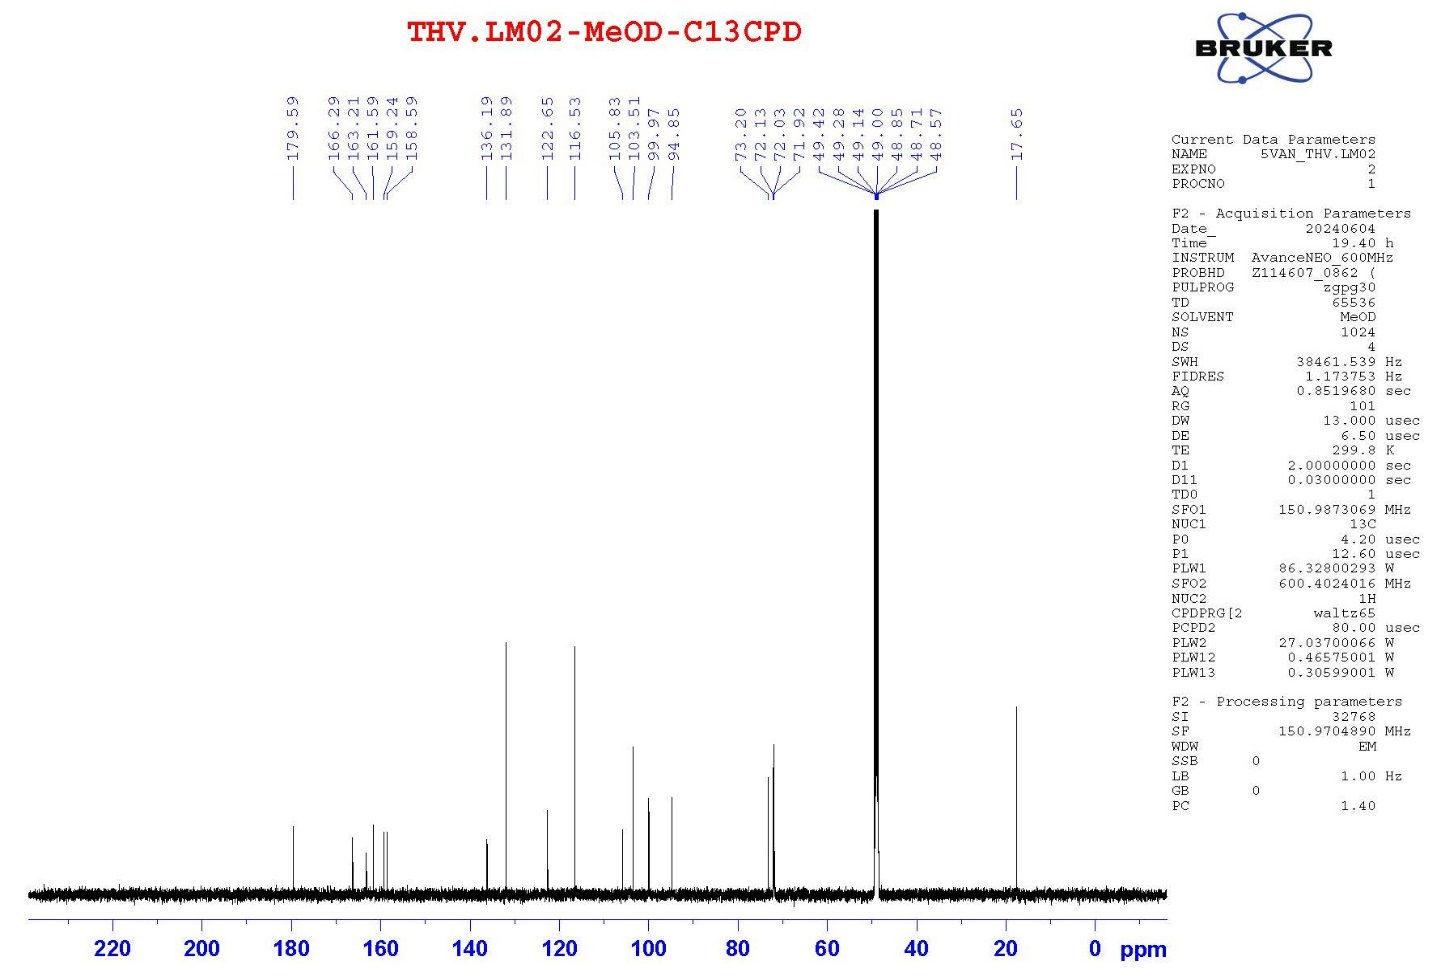 THV.LM02-MeOD-C13CPD
BRUKER
179.59
166.29
163.21
161.59
159.24
158.59
136.19
131.89
122.65
116.53
105.83
103.51
99.97
94.85
73.20
72.13
72.03
71.92
49.42
49.28
49.14
49.00
48.85
48.71
48.57
17.65
Current Data Parameters
NAME 5VAN_THV.LM02
EXPNO 2
PROCNO 1
F2 - Acquisition Parameters
Date_ 20240604
Time 19.40 h
INSTRUM AvanceNEO_600MHz
PROBHD Z114607_0862 (
PULPROG zgpg30
TD 65536
SOLVENT MeOD
NS 1024
DS 4
SWH 38461.539 Hz
FIDRES 1.173753 Hz
AQ 0.8519680 sec
RG 101
DW 13.000 usec
DE 6.50 usec
TE 299.8 K
D1 2.00000000 sec
D11 0.03000000 sec
TD0 1
SFO1 150.9873069 MHz
NUC1 13C
P0 4.20 usec
P1 12.60 usec
PLW1 86.32800293 W
SFO2 600.4024016 MHz
NUC2 1H
CPDPRG[2 waltz65
PCPD2 80.00 usec
PLW2 27.03700066 W
PLW12 0.46575001 W
PLW13 0.30599001 W
F2 - Processing parameters
SI 32768
SF 150.9704890 MHz
WDW EM
SSB 0
LB 1.00 Hz
GB 0
PC 1.40
220 200 180 160 140 120 100 80 60 40 20 0 ppm